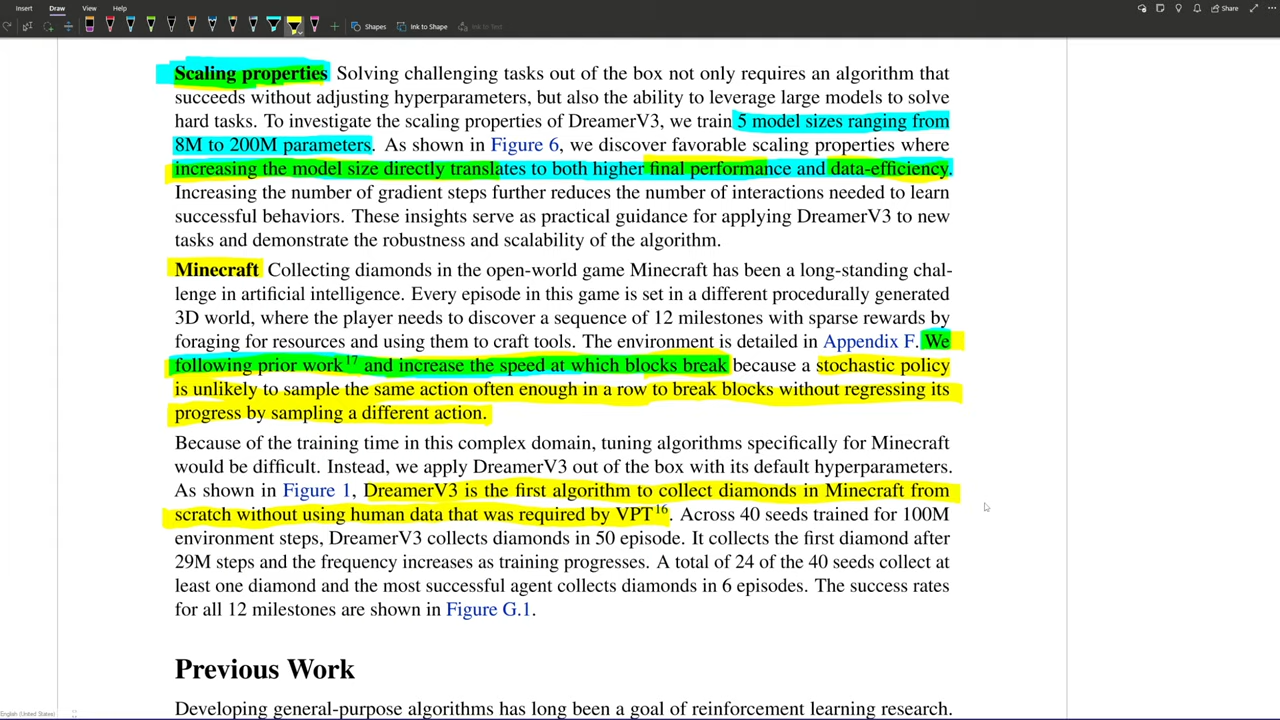 Insert Draw View Help
Shapes Ink to Shape Ink to Text Share
Scaling properties Solving challenging tasks out of the box not only requires an algorithm that
succeeds without adjusting hyperparameters, but also the ability to leverage large models to solve
hard tasks. To investigate the scaling properties of DreamerV3, we train 5 model sizes ranging from
8M to 200M parameters. As shown in Figure 6, we discover favorable scaling properties where
increasing the model size directly translates to both higher final performance and data-efficiency.
Increasing the number of gradient steps further reduces the number of interactions needed to learn
successful behaviors. These insights serve as practical guidance for applying DreamerV3 to new
tasks and demonstrate the robustness and scalability of the algorithm.
Minecraft Collecting diamonds in the open-world game Minecraft has been a long-standing chal-
lenge in artificial intelligence. Every episode in this game is set in a different procedurally generated
3D world, where the player needs to discover a sequence of 12 milestones with sparse rewards by
foraging for resources and using them to craft tools. The environment is detailed in Appendix F. We
following prior work17 and increase the speed at which blocks break because a stochastic policy
is unlikely to sample the same action often enough in a row to break blocks without regressing its
progress by sampling a different action.
Because of the training time in this complex domain, tuning algorithms specifically for Minecraft
would be difficult. Instead, we apply DreamerV3 out of the box with its default hyperparameters.
As shown in Figure 1, DreamerV3 is the first algorithm to collect diamonds in Minecraft from
scratch without using human data that was required by VPT16. Across 40 seeds trained for 100M
environment steps, DreamerV3 collects diamonds in 50 episode. It collects the first diamond after
29M steps and the frequency increases as training progresses. A total of 24 of the 40 seeds collect at
least one diamond and the most successful agent collects diamonds in 6 episodes. The success rates
for all 12 milestones are shown in Figure G.1.
Previous Work
Developing general-purpose algorithms has long been a goal of reinforcement learning research.
English (United States)